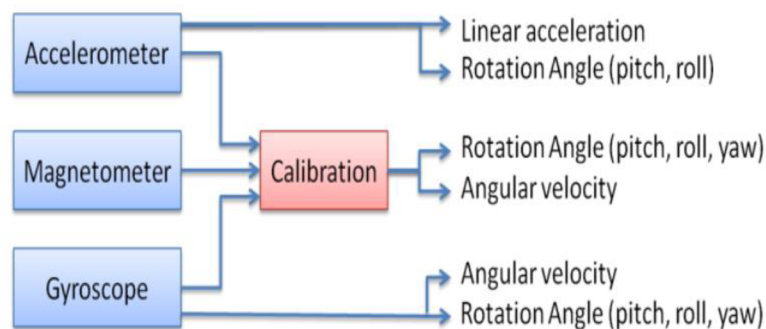 Accelerometer
Linear acceleration
Rotation Angle (pitch, roll)
Magnetometer
Calibration
Rotation Angle (pitch, roll, yaw)
Angular velocity
Gyroscope
Angular velocity
Rotation Angle (pitch, roll, yaw)